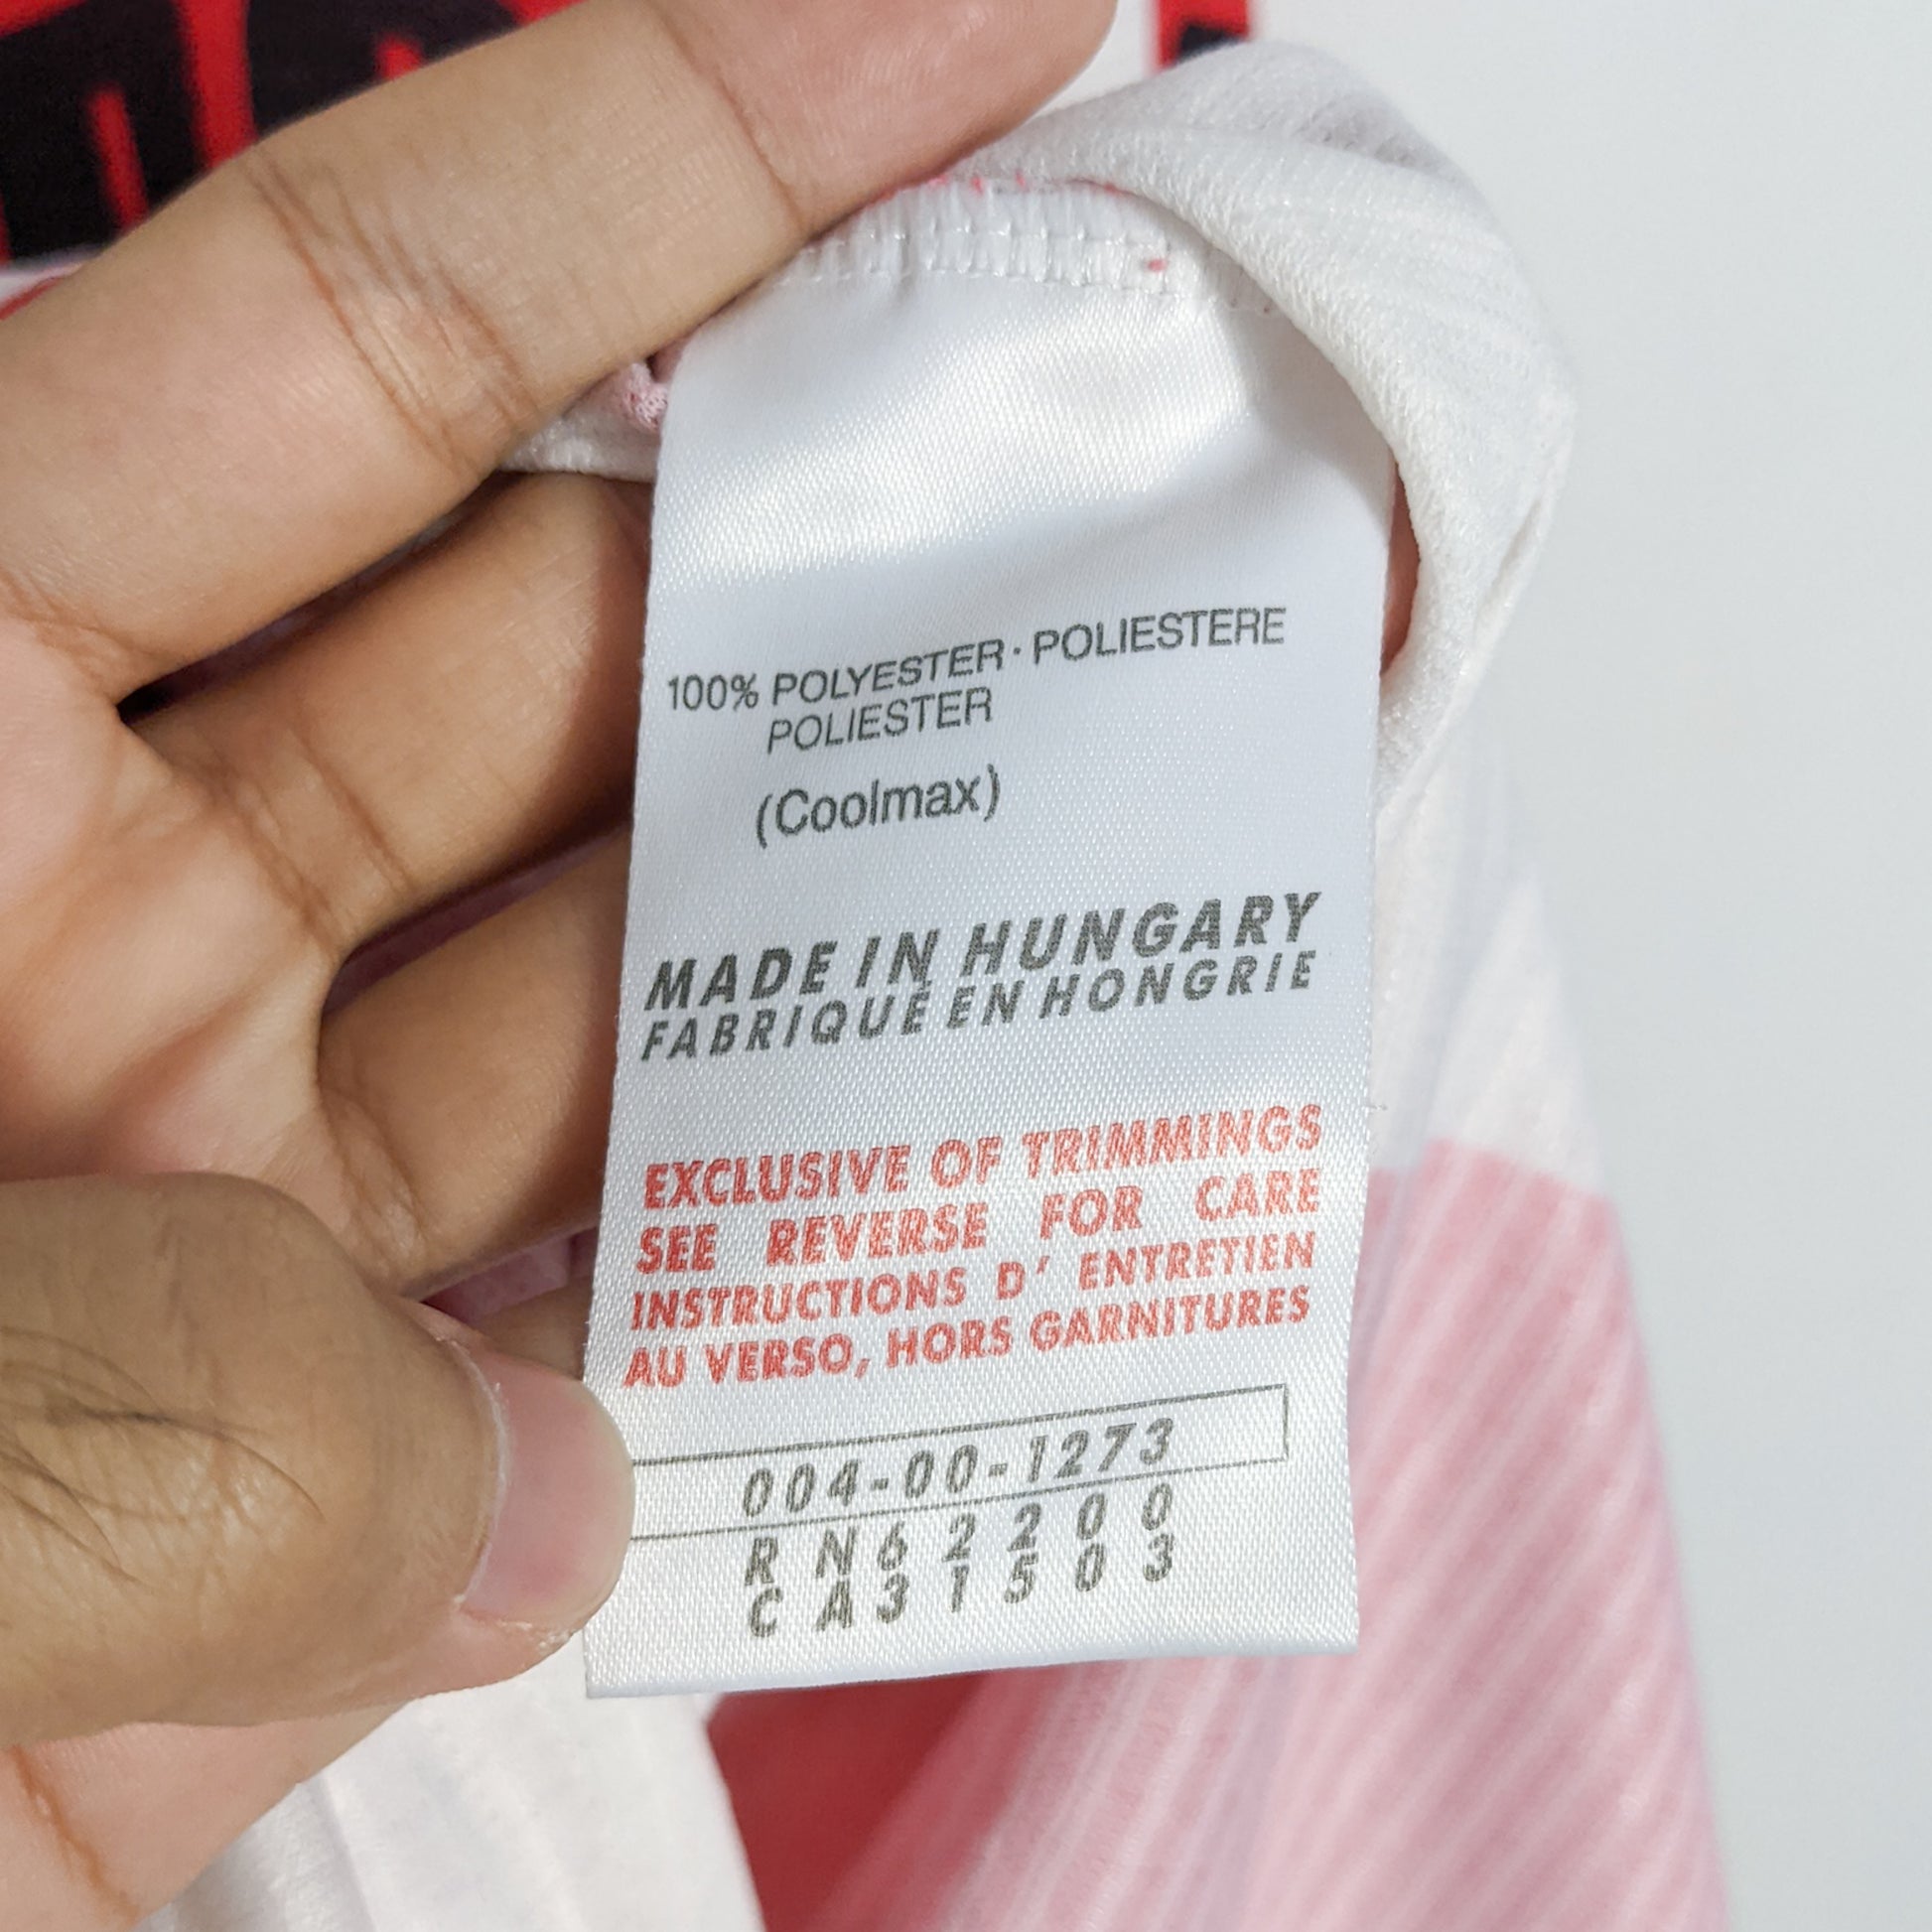 100% POLYESTER · POLIESTERE
POLIESTER
(Coolmax)
MADE IN HUNGARY
FABRIQUÉ EN HONGRIE
EXCLUSIVE OF TRIMMINGS
SEE REVERSE FOR CARE
INSTRUCTIONS D' ENTRETIEN
AU VERSO, HORS GARNITURES
004-00-1273
RN62200
CA31503